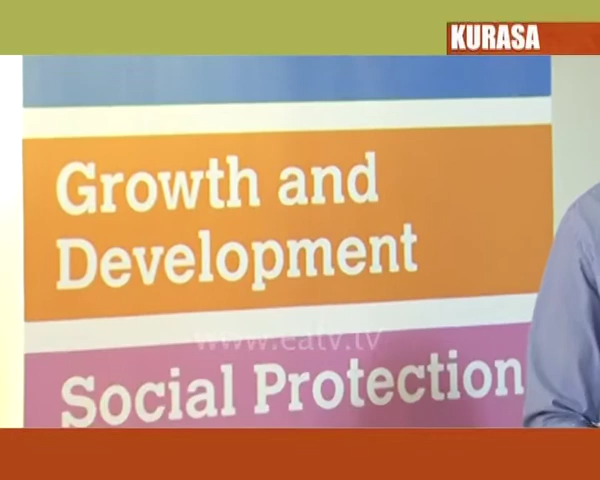 KURASA
Growth and
Development
www.eatv.tv
Social Protection